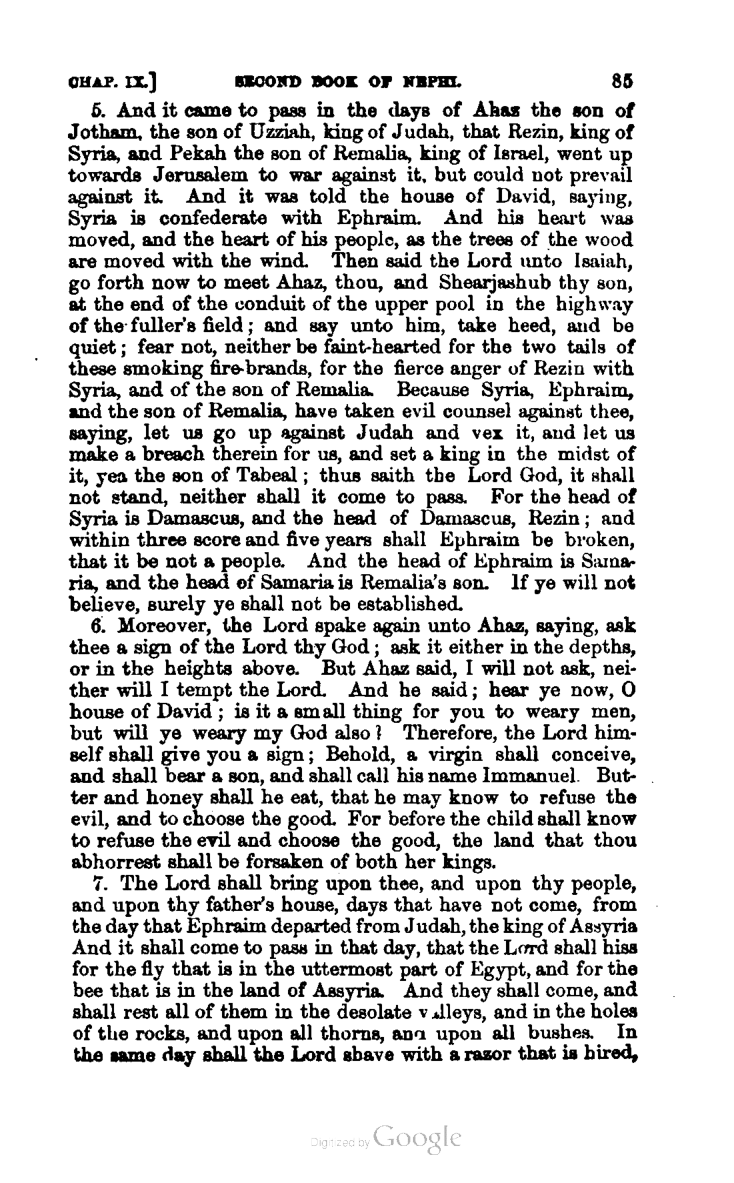 CHAP. IX.] SECOND BOOK OF NEPHI. 85
5. And it came to pass in the days of Ahaz the son of
Jotham, the son of Uzziah, king of Judah, that Rezin, king of
Syria, and Pekah the son of Remalia, king of Israel, went up
towards Jerusalem to war against it, but could not prevail
against it. And it was told the house of David, saying,
Syria is confederate with Ephraim. And his heart was
moved, and the heart of his people, as the trees of the wood
are moved with the wind. Then said the Lord unto Isaiah,
go forth now to meet Ahaz, thou, and Shearjashub thy son,
at the end of the conduit of the upper pool in the highway
of the fuller's field; and say unto him, take heed, and be
quiet; fear not, neither be faint-hearted for the two tails of
these smoking fire-brands, for the fierce anger of Rezin with
Syria, and of the son of Remalia. Because Syria, Ephraim,
and the son of Remalia, have taken evil counsel against thee,
saying, let us go up against Judah and vex it, and let us
make a breach therein for us, and set a king in the midst of
it, yea the son of Tabeal; thus saith the Lord God, it shall
not stand, neither shall it come to pass. For the head of
Syria is Damascus, and the head of Damascus, Rezin; and
within three score and five years shall Ephraim be broken,
that it be not a people. And the head of Ephraim is Sama-
ria, and the head of Samaria is Remalia's son. If ye will not
believe, surely ye shall not be established.
6. Moreover, the Lord spake again unto Ahaz, saying, ask
thee a sign of the Lord thy God; ask it either in the depths,
or in the heights above. But Ahaz said, I will not ask, nei-
ther will I tempt the Lord. And he said; hear ye now, O
house of David; is it a small thing for you to weary men,
but will ye weary my God also? Therefore, the Lord him-
self shall give you a sign; Behold, a virgin shall conceive,
and shall bear a son, and shall call his name Immanuel. But-
ter and honey shall he eat, that he may know to refuse the
evil, and to choose the good. For before the child shall know
to refuse the evil and choose the good, the land that thou
abhorrest shall be forsaken of both her kings.
7. The Lord shall bring upon thee, and upon thy people,
and upon thy father's house, days that have not come, from
the day that Ephraim departed from Judah, the king of Assyria
And it shall come to pass in that day, that the Lord shall hiss
for the fly that is in the uttermost part of Egypt, and for the
bee that is in the land of Assyria. And they shall come, and
shall rest all of them in the desolate valleys, and in the holes
of the rocks, and upon all thorns, and upon all bushes. In
the same day shall the Lord shave with a razor that is hired,
Digitized by Google